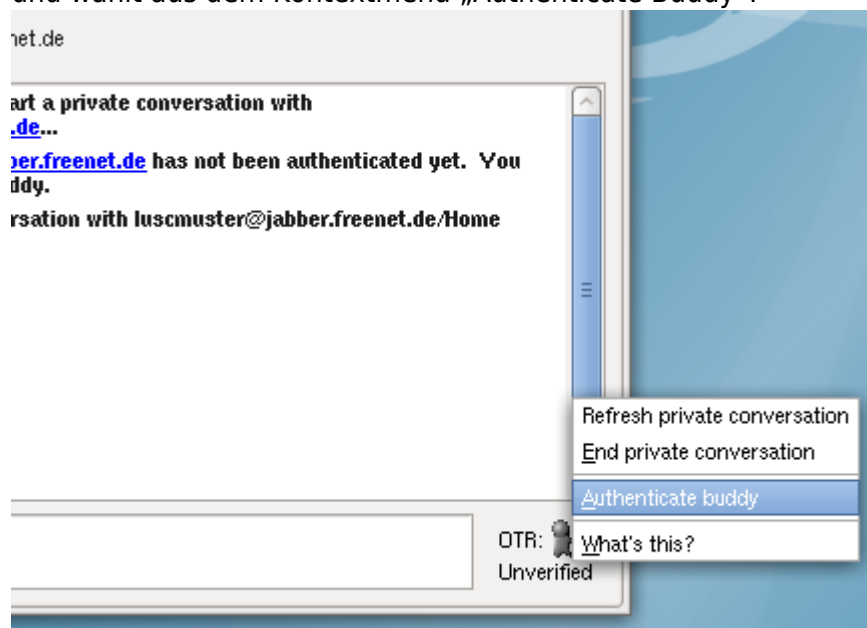 und wählt aus dem Kontextmenü „Authenticate Buddy“.
net.de
art a private conversation with
.de...
ber.freenet.de has not been authenticated yet. You
ddy.
rsation with luscmuster@jabber.freenet.de/Home
Refresh private conversation
End private conversation
Authenticate buddy
What's this?
OTR:
Unverified